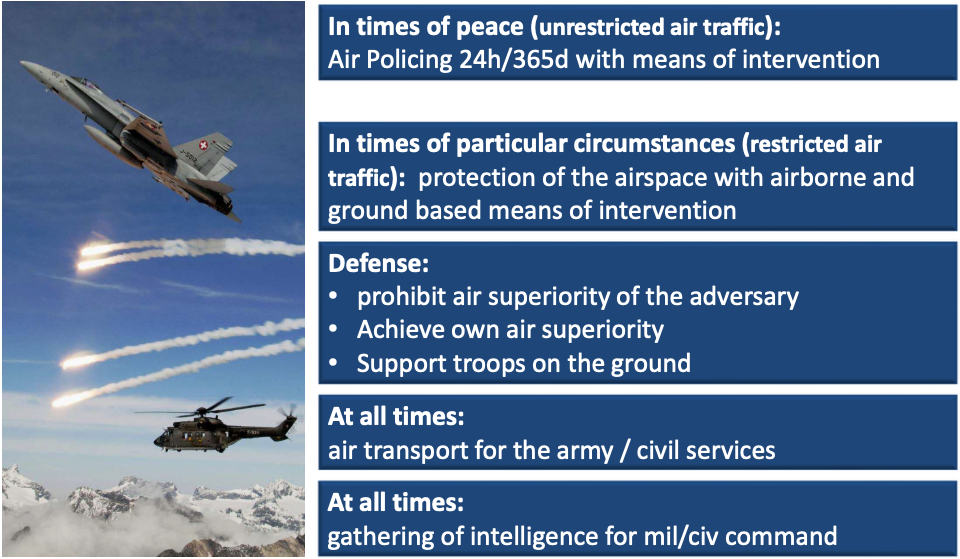 In times of peace (unrestricted air traffic):
Air Policing 24h/365d with means of intervention
In times of particular circumstances (restricted air
traffic): protection of the airspace with airborne and
ground based means of intervention
Defense:
• prohibit air superiority of the adversary
• Achieve own air superiority
• Support troops on the ground
At all times:
air transport for the army / civil services
At all times:
gathering of intelligence for mil/civ command